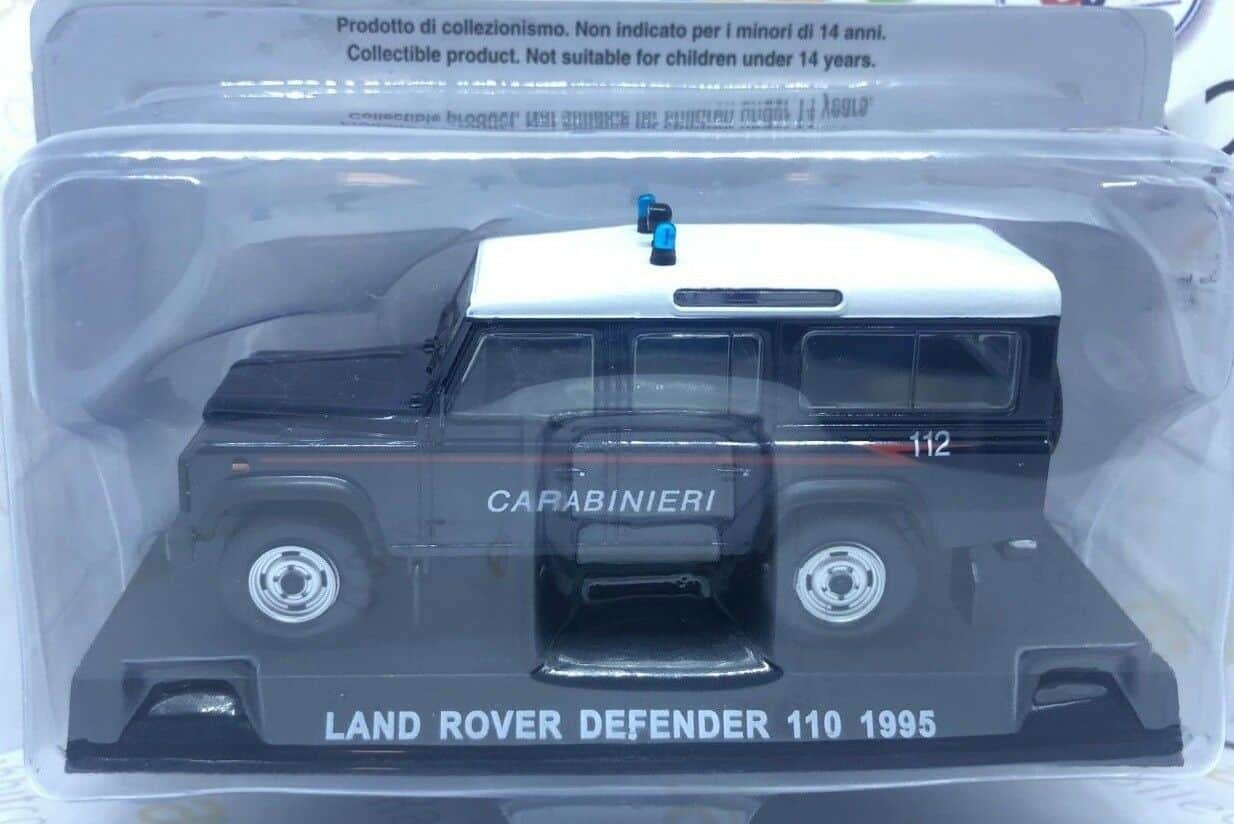 Prodotto di collezionismo. Non indicato per i minori di 14 anni.
Collectible product. Not suitable for children under 14 years.
112
CARABINIERI
LAND ROVER DEFENDER 110 1995